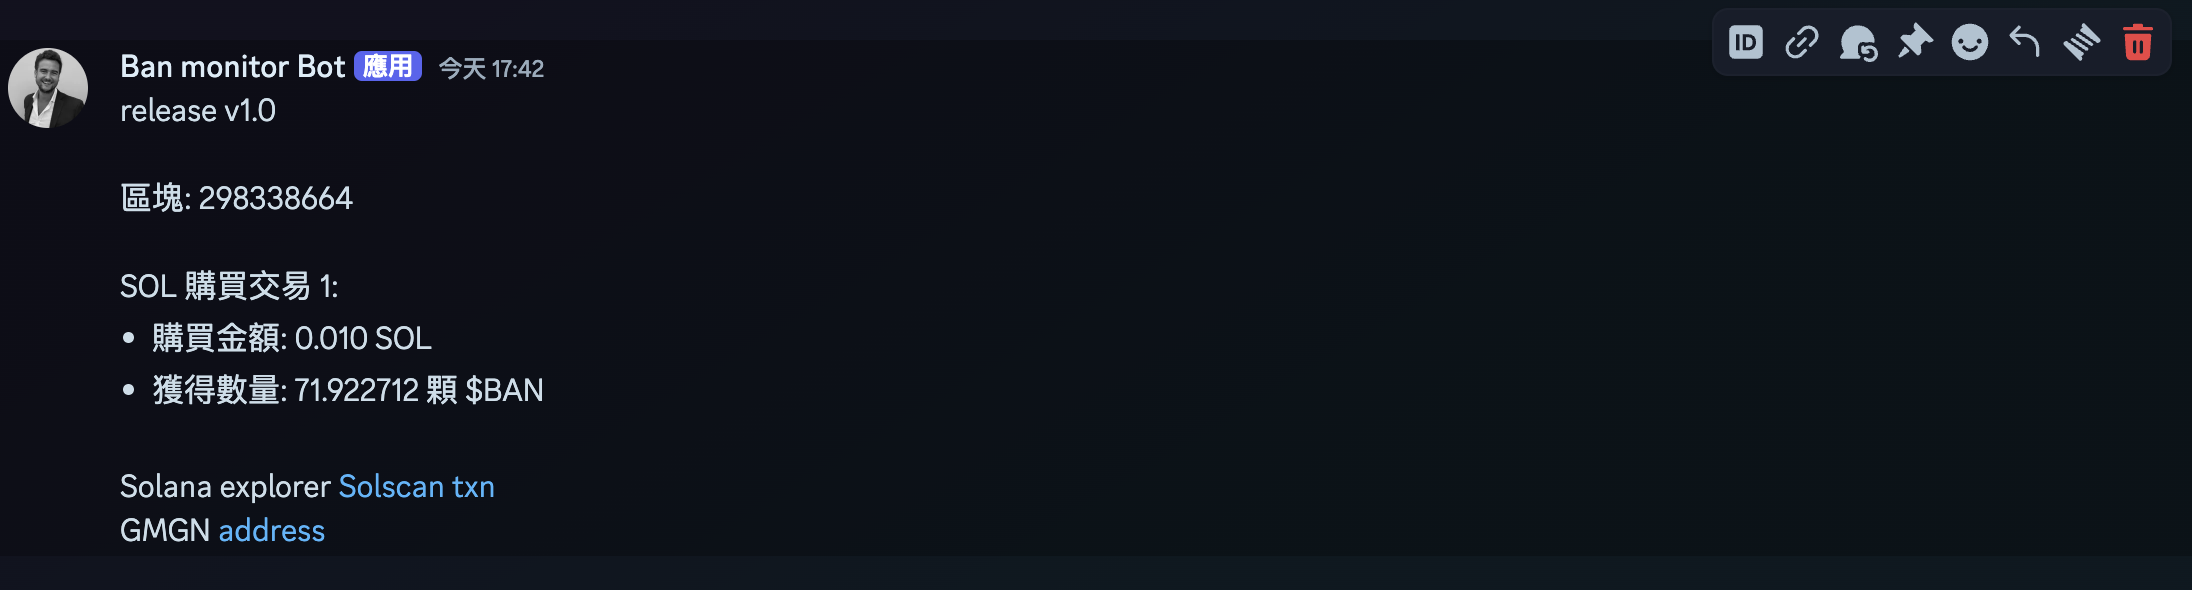 Ban monitor Bot 應用 今天 17:42
ID
release v1.0
區塊: 298338664
SOL 購買交易 1:
• 購買金額: 0.010 SOL
• 獲得數量: 71.922712 顆 $BAN
Solana explorer Solscan txn
GMGN address